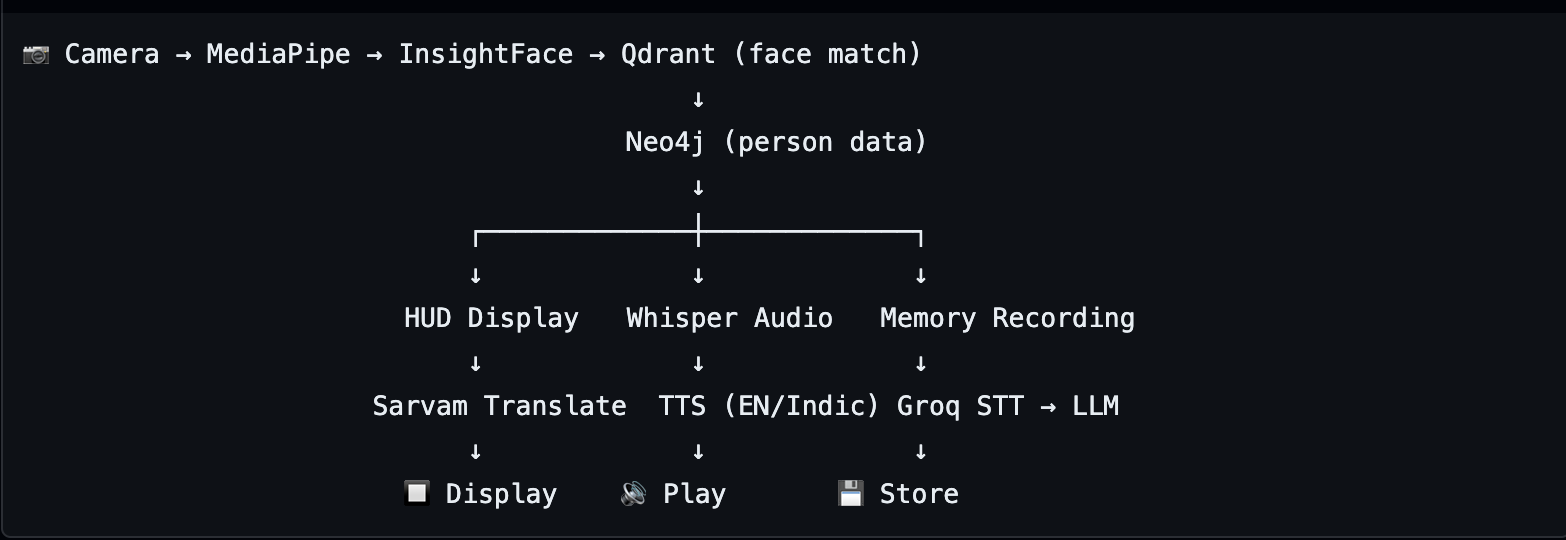 📷 Camera → MediaPipe → InsightFace → Qdrant (face match)
↓
Neo4j (person data)
↓
┌─────────────┼─────────────┐
↓ ↓ ↓
HUD Display Whisper Audio Memory Recording
↓ ↓ ↓
Sarvam Translate TTS (EN/Indic) Groq STT → LLM
↓ ↓ ↓
🔲 Display 🔊 Play 💾 Store